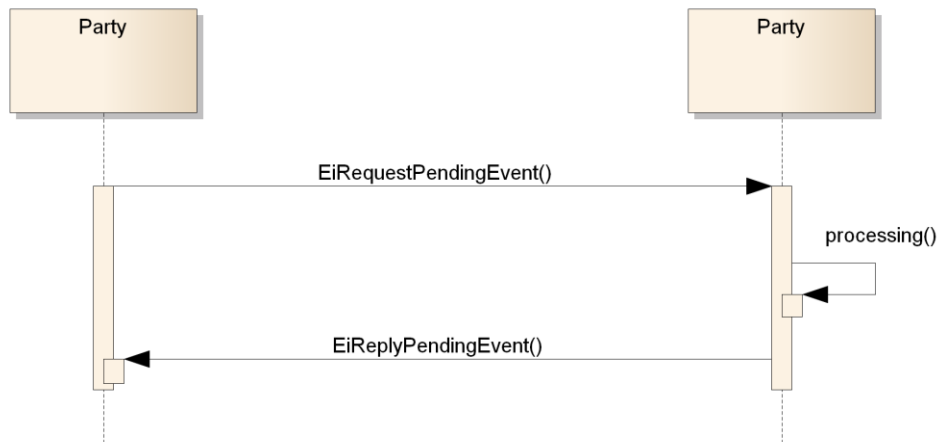 Party
Party
EiRequestPendingEvent()
processing()
EiReplyPendingEvent()